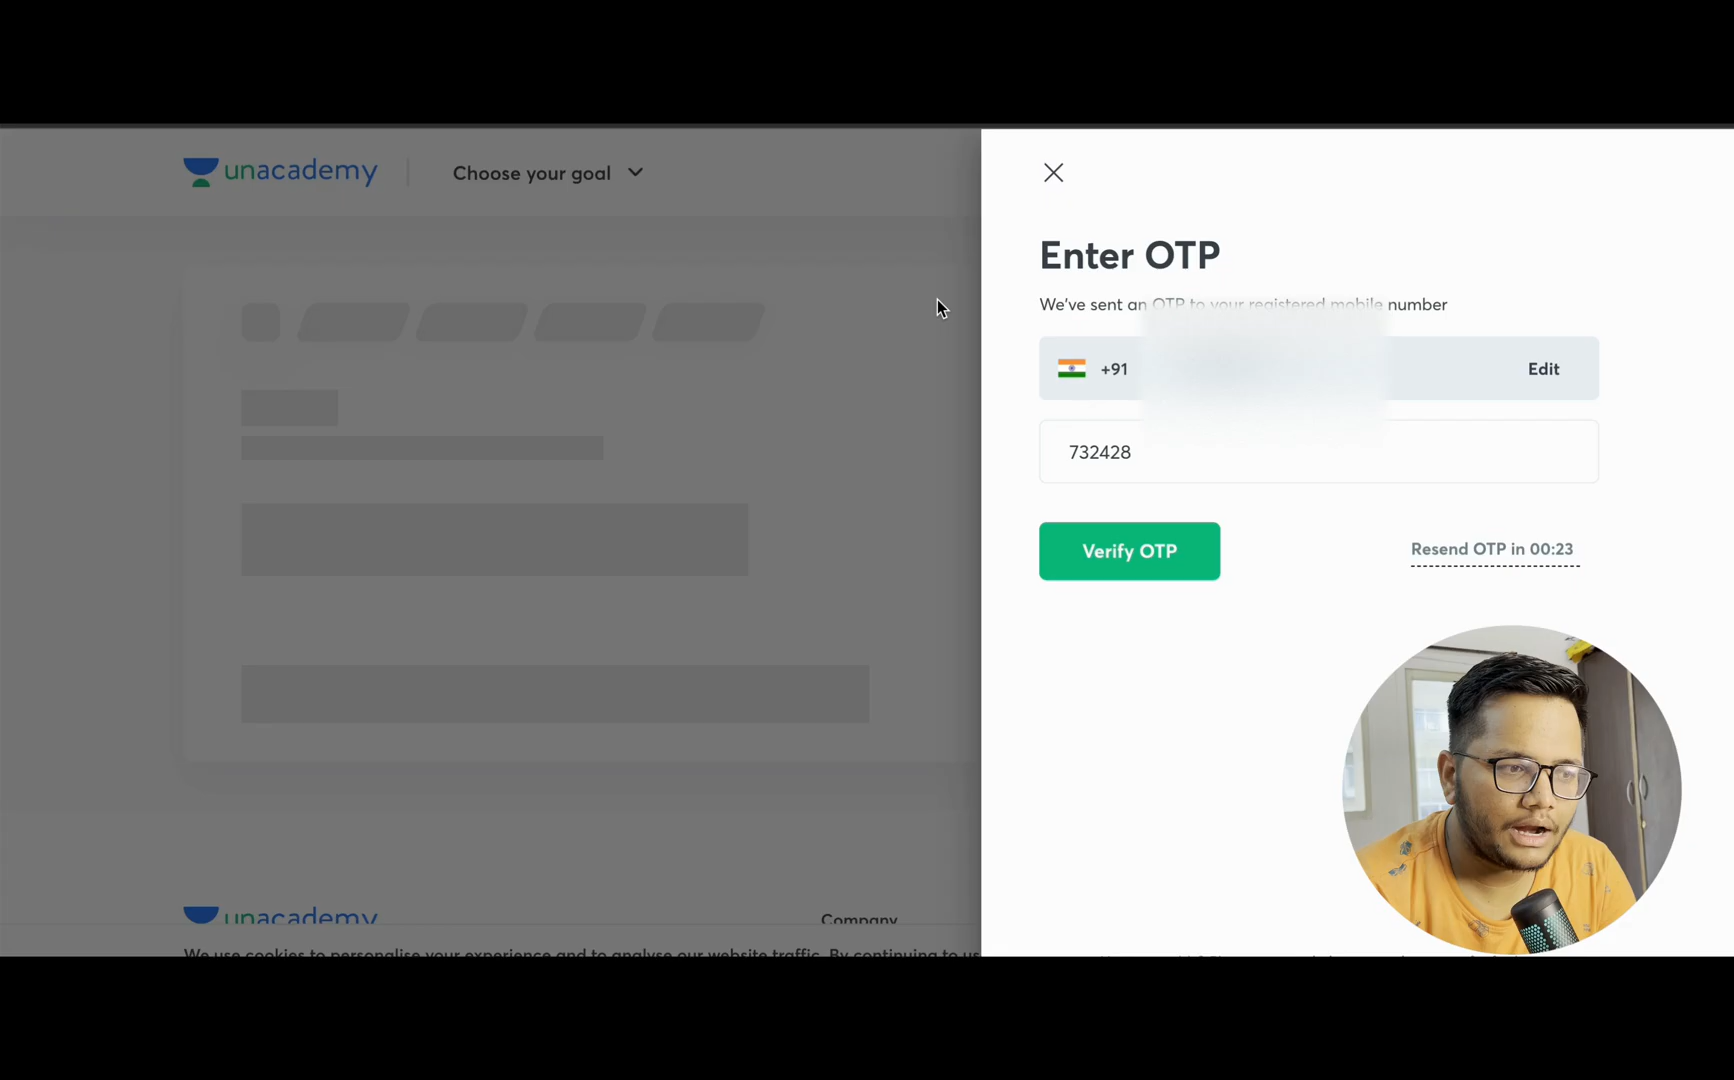 unacademy
Choose your goal
Enter OTP
We've sent an OTP to your registered mobile number
+91
Edit
732428
Verify OTP
Resend OTP in 00:23
unacademy
Company
We use cookies to personalise your experience and to analyse our website traffic. By continuing to us